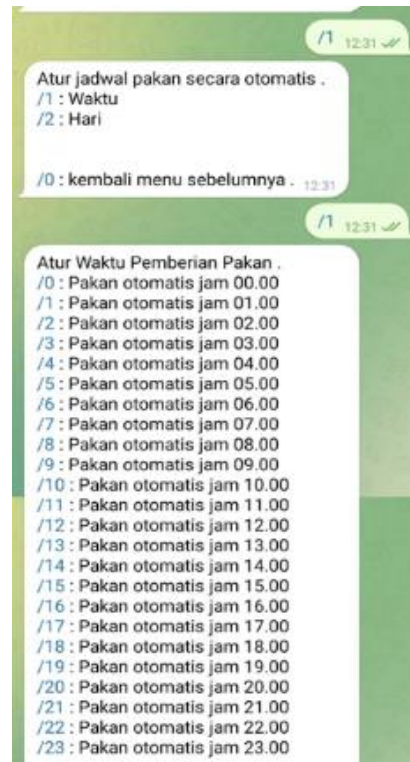 /1 12:31
Atur jadwal pakan secara otomatis .
/1 : Waktu
/2 : Hari
/0 : kembali menu sebelumnya . 12:31
/1 12:31
Atur Waktu Pemberian Pakan .
/0 : Pakan otomatis jam 00.00
/1 : Pakan otomatis jam 01.00
/2 : Pakan otomatis jam 02.00
/3 : Pakan otomatis jam 03.00
/4 : Pakan otomatis jam 04.00
/5 : Pakan otomatis jam 05.00
/6 : Pakan otomatis jam 06.00
/7 : Pakan otomatis jam 07.00
/8 : Pakan otomatis jam 08.00
/9 : Pakan otomatis jam 09.00
/10 : Pakan otomatis jam 10.00
/11 : Pakan otomatis jam 11.00
/12 : Pakan otomatis jam 12.00
/13 : Pakan otomatis jam 13.00
/14 : Pakan otomatis jam 14.00
/15 : Pakan otomatis jam 15.00
/16 : Pakan otomatis jam 16.00
/17 : Pakan otomatis jam 17.00
/18 : Pakan otomatis jam 18.00
/19 : Pakan otomatis jam 19.00
/20 : Pakan otomatis jam 20.00
/21 : Pakan otomatis jam 21.00
/22 : Pakan otomatis jam 22.00
/23 : Pakan otomatis jam 23.00